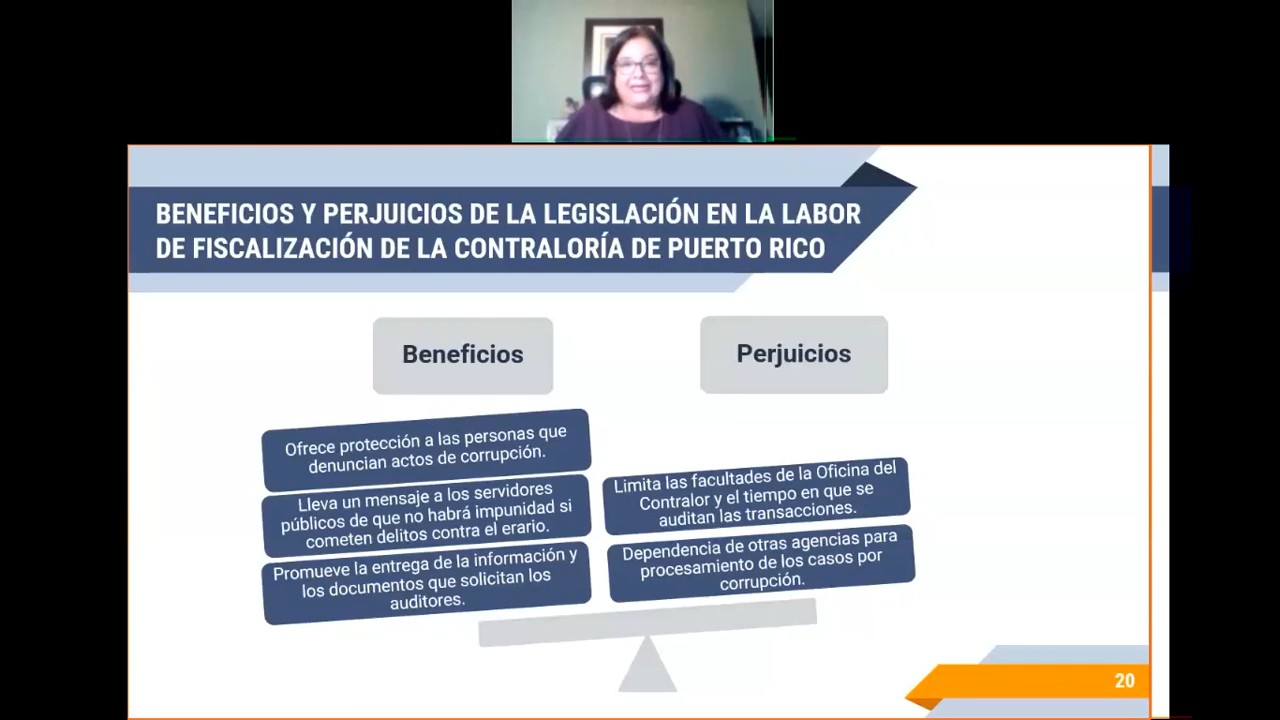 BENEFICIOS Y PERJUICIOS DE LA LEGISLACIÓN EN LA LABOR
DE FISCALIZACIÓN DE LA CONTRALORÍA DE PUERTO RICO
Beneficios
Ofrece protección a las personas que
denuncian actos de corrupción.
Lleva un mensaje a los servidores
públicos de que no habrá impunidad si
cometen delitos contra el erario.
Promueve la entrega de la información y
los documentos que solicitan los
auditores.
Perjuicios
Limita las facultades de la Oficina del
Contralor y el tiempo en que se
auditan las transacciones.
Dependencia de otras agencias para
procesamiento de los casos por
corrupción.
20